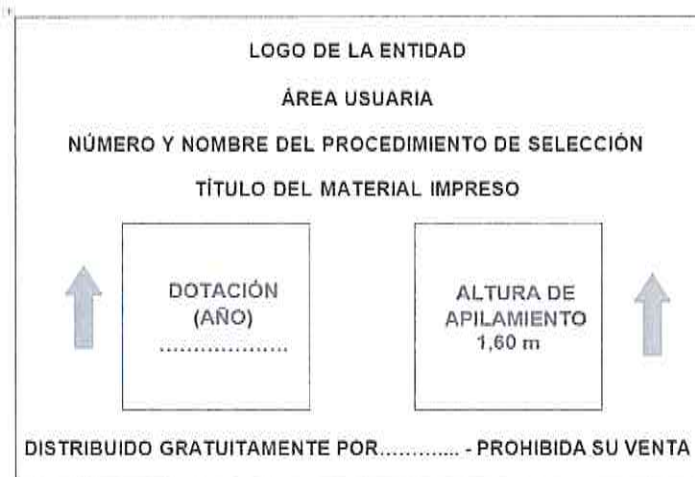 LOGO DE LA ENTIDAD
ÁREA USUARIA
NÚMERO Y NOMBRE DEL PROCEDIMIENTO DE SELECCIÓN
TÍTULO DEL MATERIAL IMPRESO
DOTACIÓN
(AÑO)
...................
ALTURA DE
APILAMIENTO
1,60 m
DISTRIBUIDO GRATUITAMENTE POR............. - PROHIBIDA SU VENTA